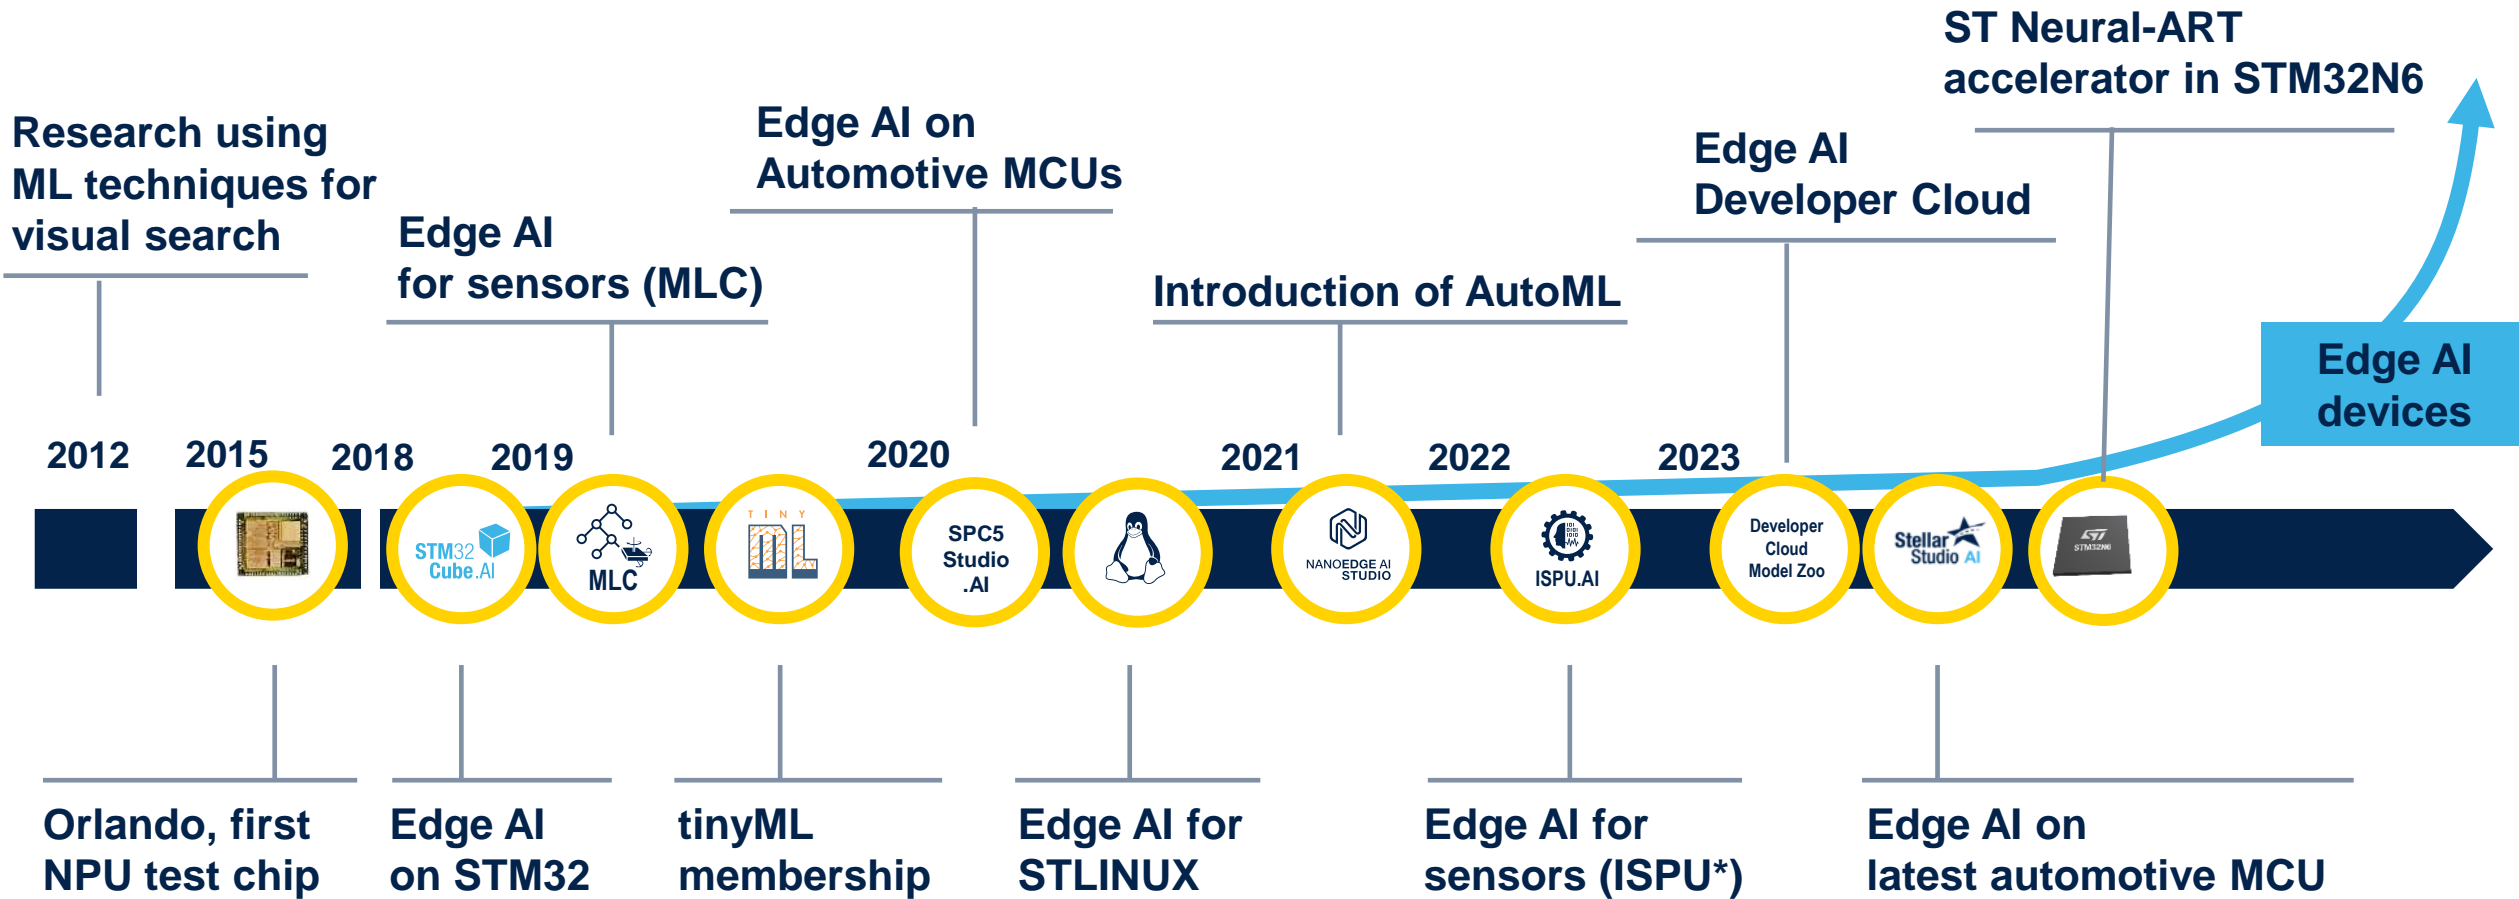 Research using
ML techniques for
visual search
Edge AI
for sensors (MLC)
Edge AI on
Automotive MCUs
Introduction of AutoML
Edge AI
Developer Cloud
ST Neural-ART
accelerator in STM32N6
Edge AI
devices
2012
2015
2018
2019
2020
2021
2022
2023
STM32
Cube.AI
MLC
TINY
ML
SPC5
Studio
.AI
NANOEDGE AI
STUDIO
ISPU.AI
Developer
Cloud
Model Zoo
Stellar
Studio AI
ST
STM32N6
Orlando, first
NPU test chip
Edge AI
on STM32
tinyML
membership
Edge AI for
STLINUX
Edge AI for
sensors (ISPU*)
Edge AI on
latest automotive MCU